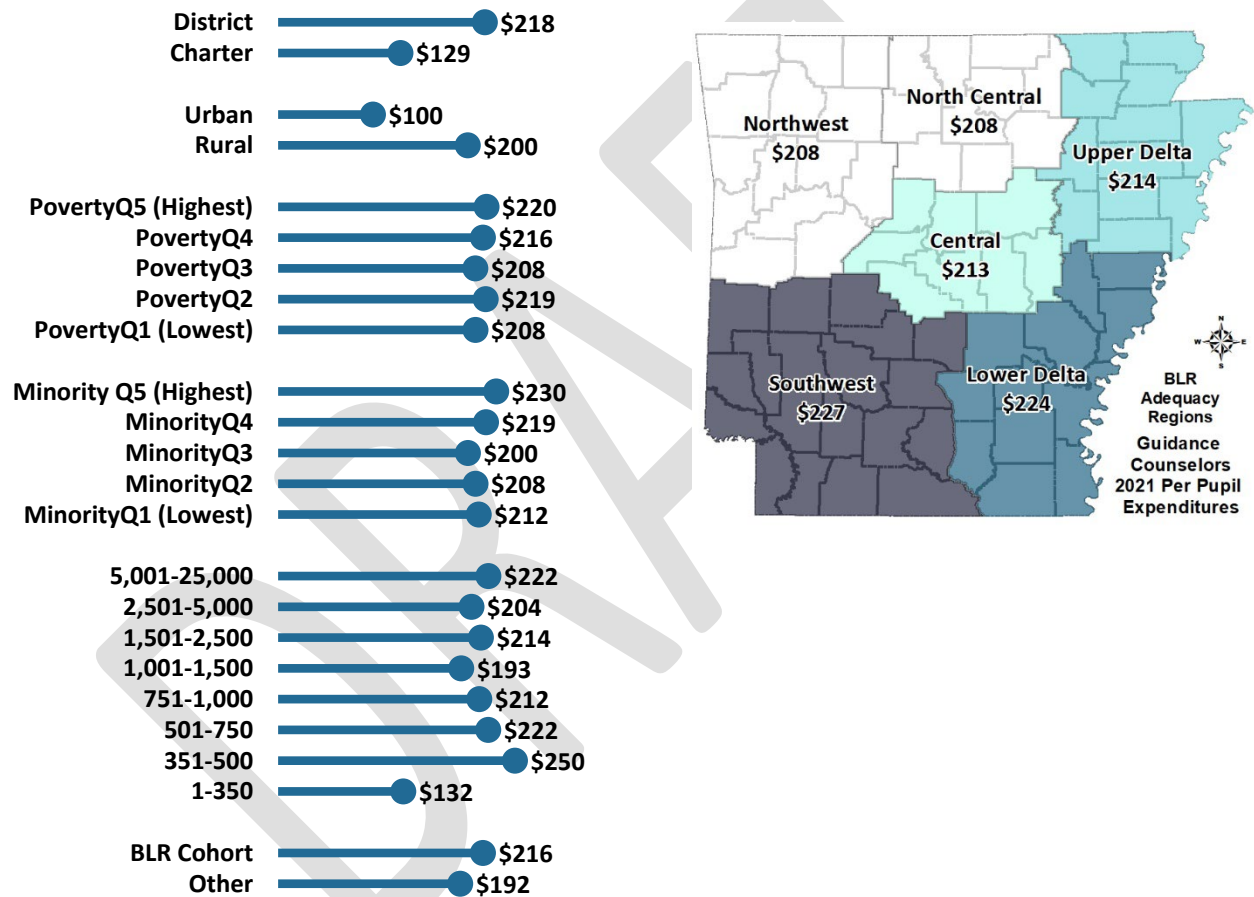 District $218
Charter $129
Urban $100
Rural $200
PovertyQ5 (Highest) $220
PovertyQ4 $216
PovertyQ3 $208
PovertyQ2 $219
PovertyQ1 (Lowest) $208
Minority Q5 (Highest) $230
MinorityQ4 $219
MinorityQ3 $200
MinorityQ2 $208
MinorityQ1 (Lowest) $212
5,001-25,000 $222
2,501-5,000 $204
1,501-2,500 $214
1,001-1,500 $193
751-1,000 $212
501-750 $222
351-500 $250
1-350 $132
BLR Cohort $216
Other $192
Northwest
$208
North Central
$208
Upper Delta
$214
Central
$213
Southwest
$227
Lower Delta
$224
N
W E
S
BLR
Adequacy
Regions
Guidance
Counselors
2021 Per Pupil
Expenditures
DRAF